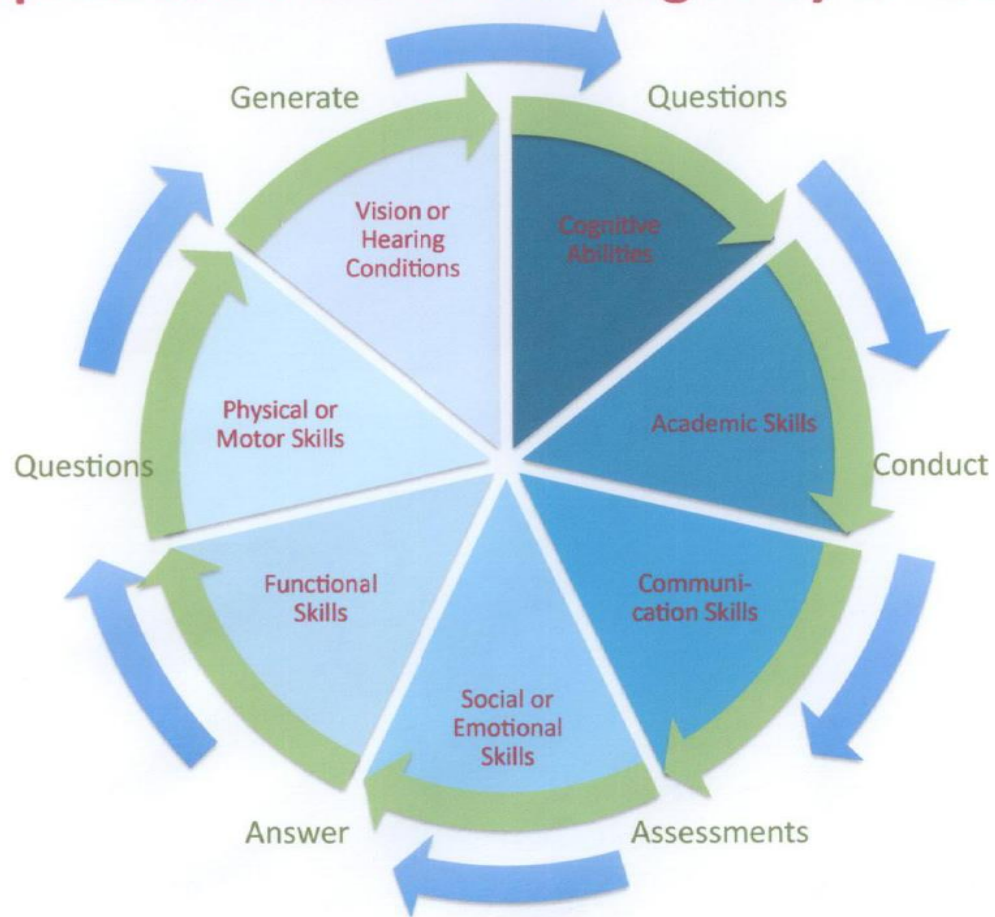 Generate
Questions
Vision or
Hearing
Conditions
Cognitive
Abilities
Physical or
Motor Skills
Academic Skills
Questions
Conduct
Functional
Skills
Communi-
cation Skills
Social or
Emotional
Skills
Answer
Assessments